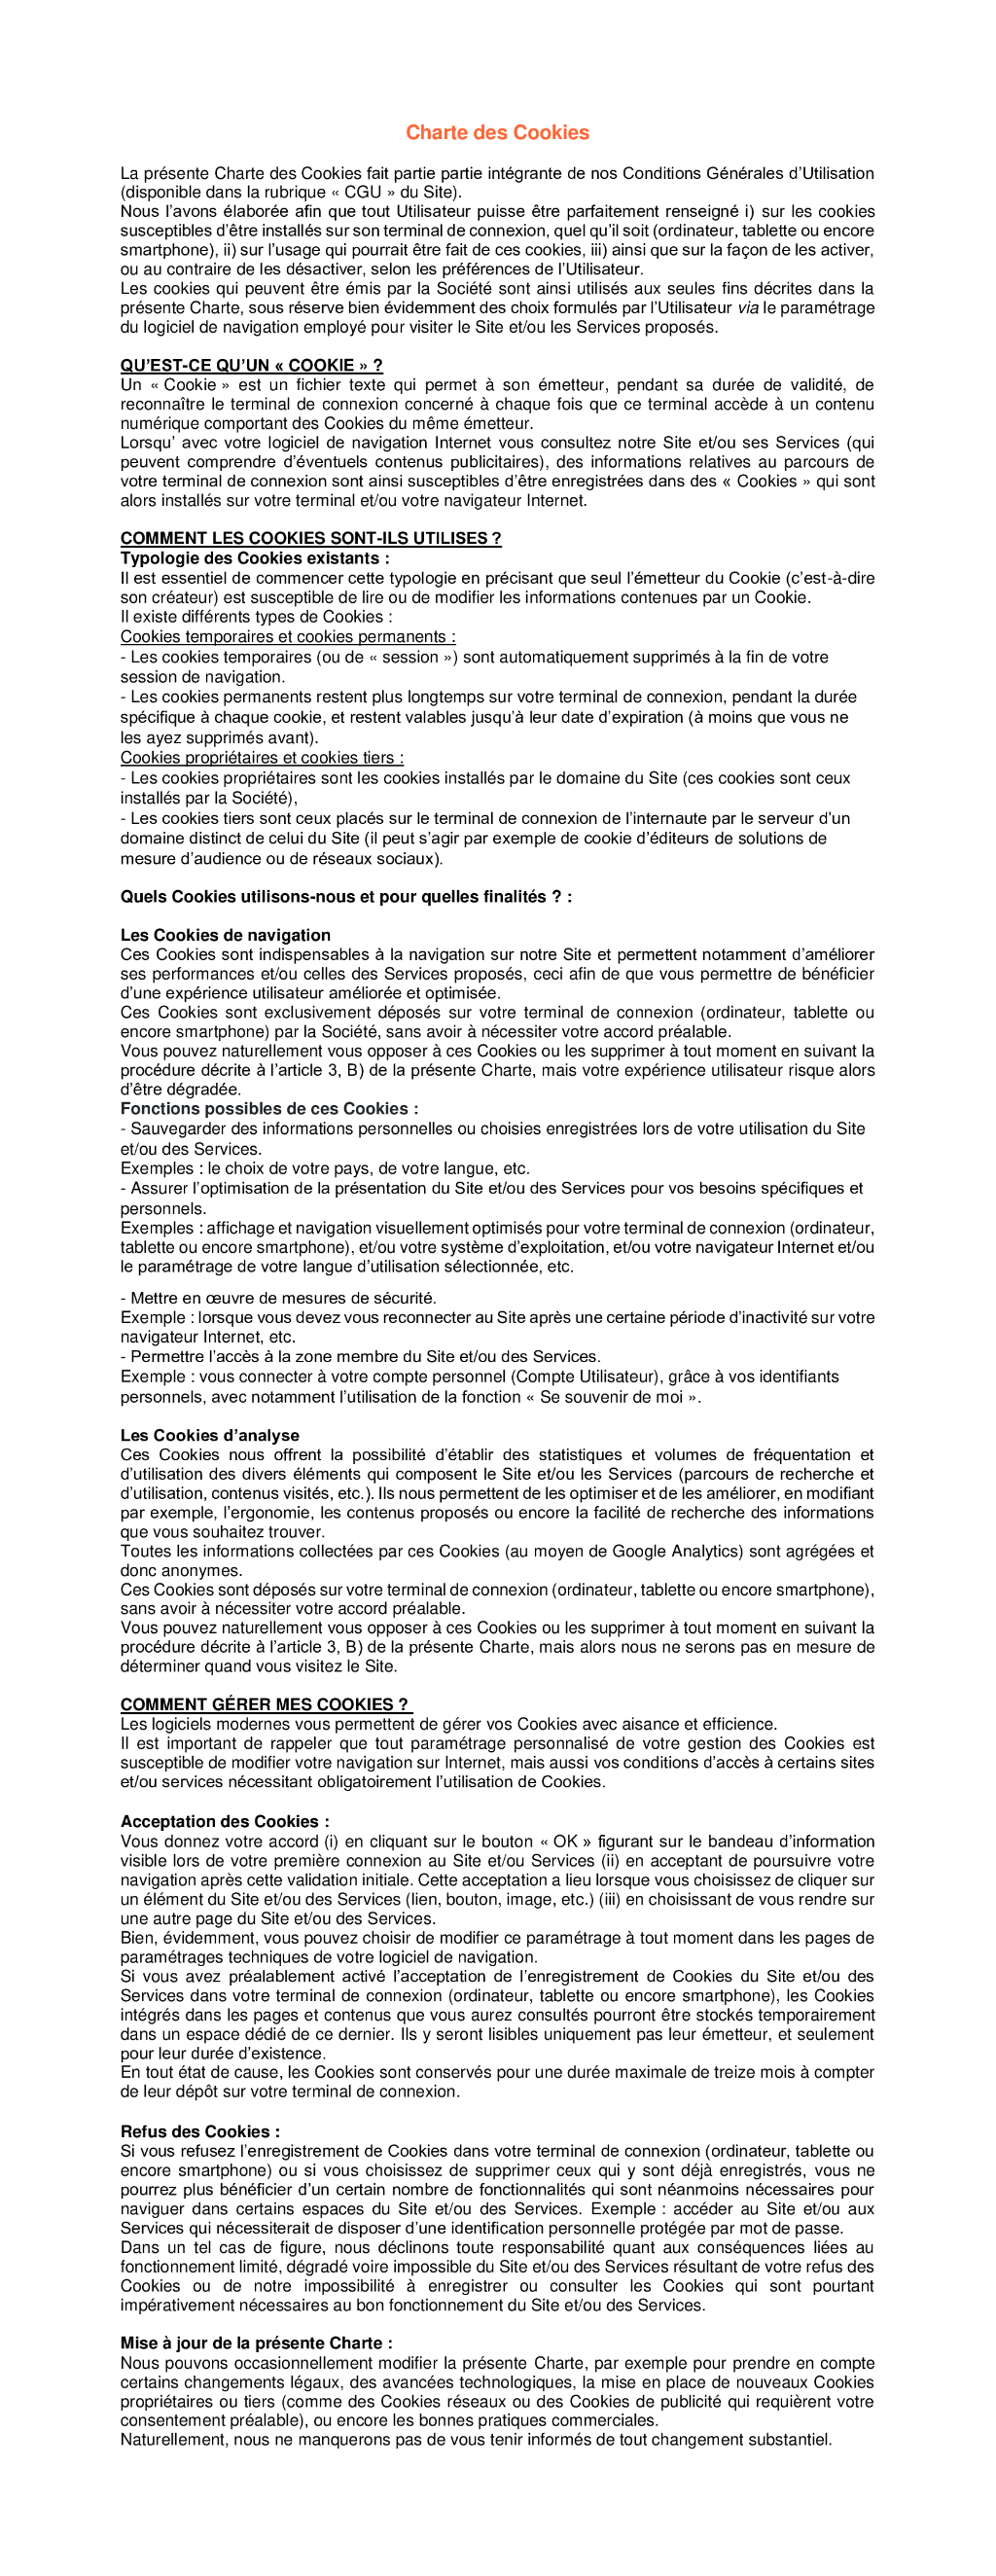 Charte des Cookies
La présente Charte des Cookies fait partie partie intégrante de nos Conditions Générales d’Utilisation
(disponible dans la rubrique « CGU » du Site).
Nous l’avons élaborée afin que tout Utilisateur puisse être parfaitement renseigné i) sur les cookies
susceptibles d’être installés sur son terminal de connexion, quel qu’il soit (ordinateur, tablette ou encore
smartphone), ii) sur l’usage qui pourrait être fait de ces cookies, iii) ainsi que sur la façon de les activer,
ou au contraire de les désactiver, selon les préférences de l’Utilisateur.
Les cookies qui peuvent être émis par la Société sont ainsi utilisés aux seules fins décrites dans la
présente Charte, sous réserve bien évidemment des choix formulés par l’Utilisateur via le paramétrage
du logiciel de navigation employé pour visiter le Site et/ou les Services proposés.
QU’EST-CE QU’UN « COOKIE » ?
Un « Cookie » est un fichier texte qui permet à son émetteur, pendant sa durée de validité, de
reconnaître le terminal de connexion concerné à chaque fois que ce terminal accède à un contenu
numérique comportant des Cookies du même émetteur.
Lorsqu’ avec votre logiciel de navigation Internet vous consultez notre Site et/ou ses Services (qui
peuvent comprendre d’éventuels contenus publicitaires), des informations relatives au parcours de
votre terminal de connexion sont ainsi susceptibles d’être enregistrées dans des « Cookies » qui sont
alors installés sur votre terminal et/ou votre navigateur Internet.
COMMENT LES COOKIES SONT-ILS UTILISES ?
Typologie des Cookies existants :
Il est essentiel de commencer cette typologie en précisant que seul l’émetteur du Cookie (c’est-à-dire
son créateur) est susceptible de lire ou de modifier les informations contenues par un Cookie.
Il existe différents types de Cookies :
Cookies temporaires et cookies permanents :
- Les cookies temporaires (ou de « session ») sont automatiquement supprimés à la fin de votre
session de navigation.
- Les cookies permanents restent plus longtemps sur votre terminal de connexion, pendant la durée
spécifique à chaque cookie, et restent valables jusqu’à leur date d’expiration (à moins que vous ne
les ayez supprimés avant).
Cookies propriétaires et cookies tiers :
- Les cookies propriétaires sont les cookies installés par le domaine du Site (ces cookies sont ceux
installés par la Société),
- Les cookies tiers sont ceux placés sur le terminal de connexion de l’internaute par le serveur d’un
domaine distinct de celui du Site (il peut s’agir par exemple de cookie d’éditeurs de solutions de
mesure d’audience ou de réseaux sociaux).
Quels Cookies utilisons-nous et pour quelles finalités ? :
Les Cookies de navigation
Ces Cookies sont indispensables à la navigation sur notre Site et permettent notamment d’améliorer
ses performances et/ou celles des Services proposés, ceci afin de que vous permettre de bénéficier
d’une expérience utilisateur améliorée et optimisée.
Ces Cookies sont exclusivement déposés sur votre terminal de connexion (ordinateur, tablette ou
encore smartphone) par la Société, sans avoir à nécessiter votre accord préalable.
Vous pouvez naturellement vous opposer à ces Cookies ou les supprimer à tout moment en suivant la
procédure décrite à l’article 3, B) de la présente Charte, mais votre expérience utilisateur risque alors
d’être dégradée.
Fonctions possibles de ces Cookies :
- Sauvegarder des informations personnelles ou choisies enregistrées lors de votre utilisation du Site
et/ou des Services.
Exemples : le choix de votre pays, de votre langue, etc.
- Assurer l’optimisation de la présentation du Site et/ou des Services pour vos besoins spécifiques et
personnels.
Exemples : affichage et navigation visuellement optimisés pour votre terminal de connexion (ordinateur,
tablette ou encore smartphone), et/ou votre système d’exploitation, et/ou votre navigateur Internet et/ou
le paramétrage de votre langue d’utilisation sélectionnée, etc.
- Mettre en œuvre de mesures de sécurité.
Exemple : lorsque vous devez vous reconnecter au Site après une certaine période d’inactivité sur votre
navigateur Internet, etc.
- Permettre l’accès à la zone membre du Site et/ou des Services.
Exemple : vous connecter à votre compte personnel (Compte Utilisateur), grâce à vos identifiants
personnels, avec notamment l’utilisation de la fonction « Se souvenir de moi ».
Les Cookies d’analyse
Ces Cookies nous offrent la possibilité d’établir des statistiques et volumes de fréquentation et
d’utilisation des divers éléments qui composent le Site et/ou les Services (parcours de recherche et
d’utilisation, contenus visités, etc.). Ils nous permettent de les optimiser et de les améliorer, en modifiant
par exemple, l’ergonomie, les contenus proposés ou encore la facilité de recherche des informations
que vous souhaitez trouver.
Toutes les informations collectées par ces Cookies (au moyen de Google Analytics) sont agrégées et
donc anonymes.
Ces Cookies sont déposés sur votre terminal de connexion (ordinateur, tablette ou encore smartphone),
sans avoir à nécessiter votre accord préalable.
Vous pouvez naturellement vous opposer à ces Cookies ou les supprimer à tout moment en suivant la
procédure décrite à l’article 3, B) de la présente Charte, mais alors nous ne serons pas en mesure de
déterminer quand vous visitez le Site.
COMMENT GÉRER MES COOKIES ?
Les logiciels modernes vous permettent de gérer vos Cookies avec aisance et efficience.
Il est important de rappeler que tout paramétrage personnalisé de votre gestion des Cookies est
susceptible de modifier votre navigation sur Internet, mais aussi vos conditions d’accès à certains sites
et/ou services nécessitant obligatoirement l’utilisation de Cookies.
Acceptation des Cookies :
Vous donnez votre accord (i) en cliquant sur le bouton « OK » figurant sur le bandeau d’information
visible lors de votre première connexion au Site et/ou Services (ii) en acceptant de poursuivre votre
navigation après cette validation initiale. Cette acceptation a lieu lorsque vous choisissez de cliquer sur
un élément du Site et/ou des Services (lien, bouton, image, etc.) (iii) en choisissant de vous rendre sur
une autre page du Site et/ou des Services.
Bien, évidemment, vous pouvez choisir de modifier ce paramétrage à tout moment dans les pages de
paramétrages techniques de votre logiciel de navigation.
Si vous avez préalablement activé l’acceptation de l’enregistrement de Cookies du Site et/ou des
Services dans votre terminal de connexion (ordinateur, tablette ou encore smartphone), les Cookies
intégrés dans les pages et contenus que vous aurez consultés pourront être stockés temporairement
dans un espace dédié de ce dernier. Ils y seront lisibles uniquement pas leur émetteur, et seulement
pour leur durée d’existence.
En tout état de cause, les Cookies sont conservés pour une durée maximale de treize mois à compter
de leur dépôt sur votre terminal de connexion.
Refus des Cookies :
Si vous refusez l’enregistrement de Cookies dans votre terminal de connexion (ordinateur, tablette ou
encore smartphone) ou si vous choisissez de supprimer ceux qui y sont déjà enregistrés, vous ne
pourrez plus bénéficier d’un certain nombre de fonctionnalités qui sont néanmoins nécessaires pour
naviguer dans certains espaces du Site et/ou des Services. Exemple : accéder au Site et/ou aux
Services qui nécessiterait de disposer d’une identification personnelle protégée par mot de passe.
Dans un tel cas de figure, nous déclinons toute responsabilité quant aux conséquences liées au
fonctionnement limité, dégradé voire impossible du Site et/ou des Services résultant de votre refus des
Cookies ou de notre impossibilité à enregistrer ou consulter les Cookies qui sont pourtant
impérativement nécessaires au bon fonctionnement du Site et/ou des Services.
Mise à jour de la présente Charte :
Nous pouvons occasionnellement modifier la présente Charte, par exemple pour prendre en compte
certains changements légaux, des avancées technologiques, la mise en place de nouveaux Cookies
propriétaires ou tiers (comme des Cookies réseaux ou des Cookies de publicité qui requièrent votre
consentement préalable), ou encore les bonnes pratiques commerciales.
Naturellement, nous ne manquerons pas de vous tenir informés de tout changement substantiel.